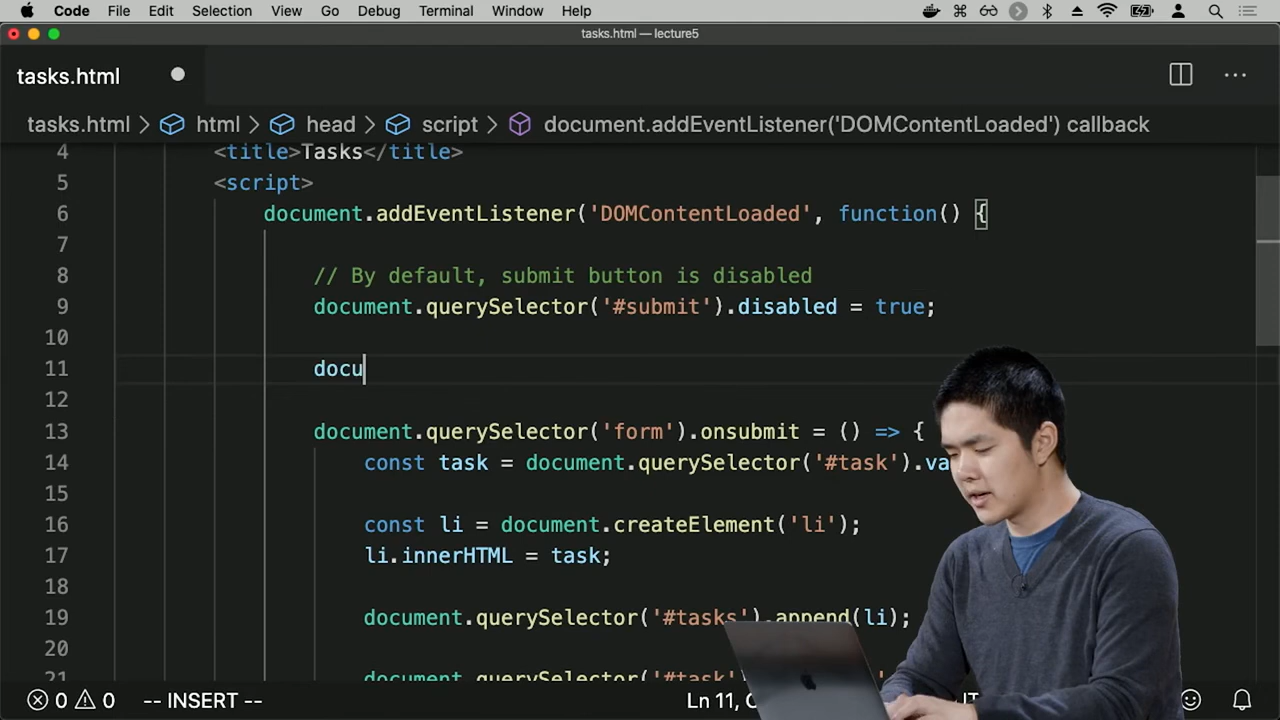 Code File Edit Selection View Go Debug Terminal Window Help
tasks.html — lecture5
tasks.html
tasks.html > html > head > script > document.addEventListener('DOMContentLoaded') callback
4 <title>Tasks</title>
5 <script>
6 document.addEventListener('DOMContentLoaded', function() {
7
8 // By default, submit button is disabled
9 document.querySelector('#submit').disabled = true;
10
11 docu
12
13 document.querySelector('form').onsubmit = () => {
14 const task = document.querySelector('#task').va
15
16 const li = document.createElement('li');
17 li.innerHTML = task;
18
19 document.querySelector('#tasks').append(li);
20
21 document.querySelector('#task')
0 0 -- INSERT -- Ln 11,